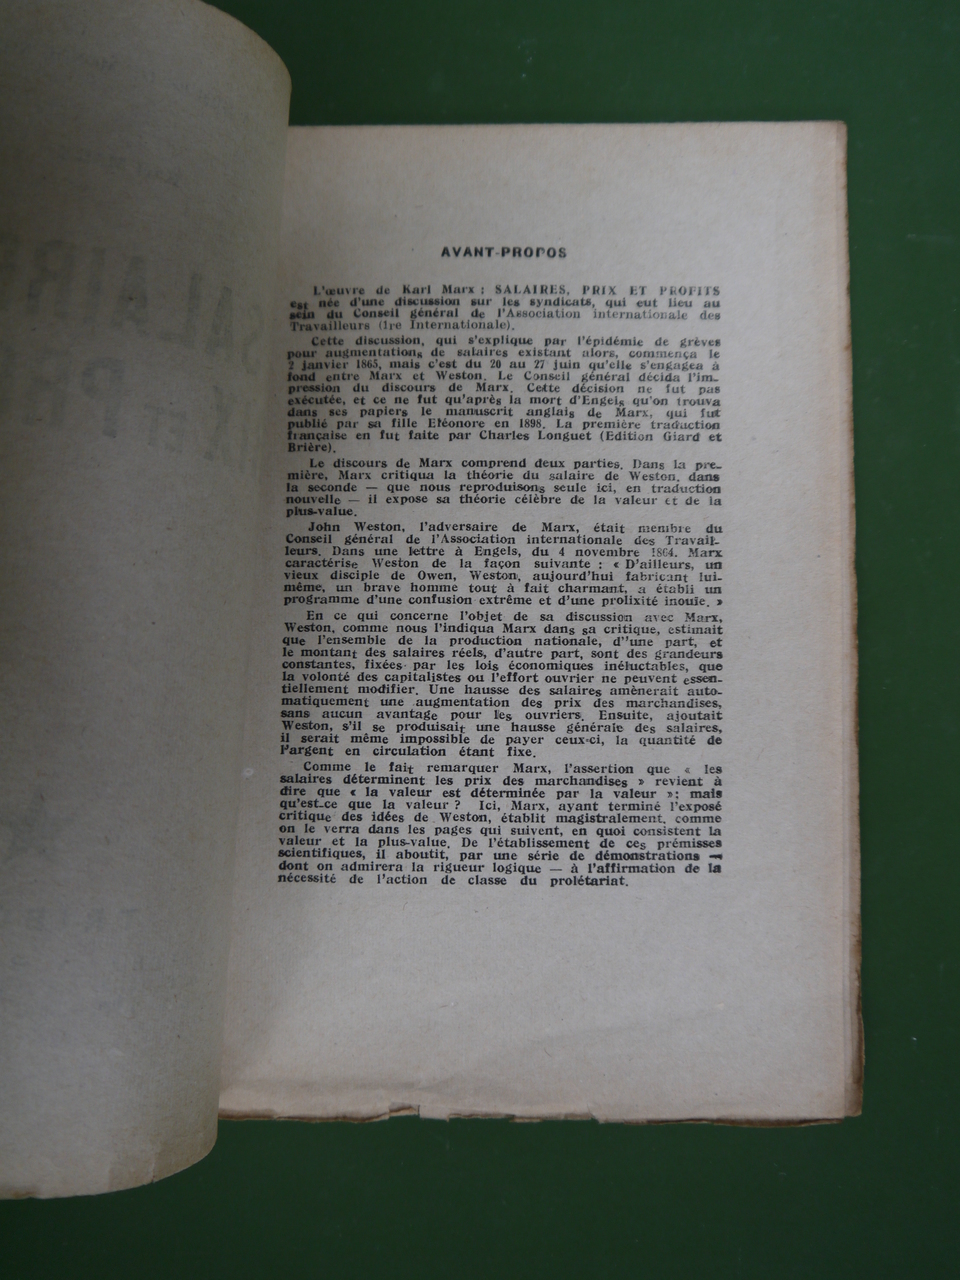 AVANT-PROPOS
L'œuvre de Karl Marx : SALAIRES, PRIX ET PROFITS
est née d'une discussion sur les syndicats, qui eut lieu au
sein du Conseil général de l'Association internationale des
Travailleurs (1re Internationale).
Cette discussion, qui s'explique par l'épidémie de grèves
pour augmentations de salaires existant alors, commença le
2 janvier 1865, mais c'est du 20 au 27 juin qu'elle s'engagea à
fond entre Marx et Weston. Le Conseil général décida l'im-
pression du discours de Marx. Cette décision ne fut pas
exécutée, et ce ne fut qu'après la mort d'Engels qu'on trouva
dans ses papiers le manuscrit anglais de Marx, qui fut
publié par sa fille Eléonore en 1898. La première traduction
française en fut faite par Charles Longuet (Edition Giard et
Brière).
Le discours de Marx comprend deux parties. Dans la pre-
mière, Marx critiqua la théorie du salaire de Weston, dans
la seconde — que nous reproduisons seule ici, en traduction
nouvelle — il expose sa théorie célèbre de la valeur et de la
plus-value.
John Weston, l'adversaire de Marx, était membre du
Conseil général de l'Association internationale des Travail-
leurs. Dans une lettre à Engels, du 4 novembre 1864, Marx
caractérise Weston de la façon suivante : « D'ailleurs, un
vieux disciple de Owen, Weston, aujourd'hui fabricant lui-
même, un brave homme tout à fait charmant, a établi un
programme d'une confusion extrême et d'une prolixité inouïe. »
En ce qui concerne l'objet de sa discussion avec Marx,
Weston, comme nous l'indiqua Marx dans sa critique, estimait
que l'ensemble de la production nationale, d''une part, et
le montant des salaires réels, d'autre part, sont des grandeurs
constantes, fixées par les lois économiques inéluctables, que
la volonté des capitalistes ou l'effort ouvrier ne peuvent essen-
tiellement modifier. Une hausse des salaires amènerait auto-
matiquement une augmentation des prix des marchandises,
sans aucun avantage pour les ouvriers. Ensuite, ajoutait
Weston, s'il se produisait une hausse générale des salaires,
il serait même impossible de payer ceux-ci, la quantité de
l'argent en circulation étant fixe.
Comme le fait remarquer Marx, l'assertion que « les
salaires déterminent les prix des marchandises » revient à
dire que « la valeur est déterminée par la valeur »; mais
qu'est-ce que la valeur ? Ici, Marx, ayant terminé l'exposé
critique des idées de Weston, établit magistralement, comme
on le verra dans les pages qui suivent, en quoi consistent la
valeur et la plus-value. De l'établissement de ces prémisses
scientifiques, il aboutit, par une série de démonstrations —
dont on admirera la rigueur logique — à l'affirmation de la
nécessité de l'action de classe du prolétariat.